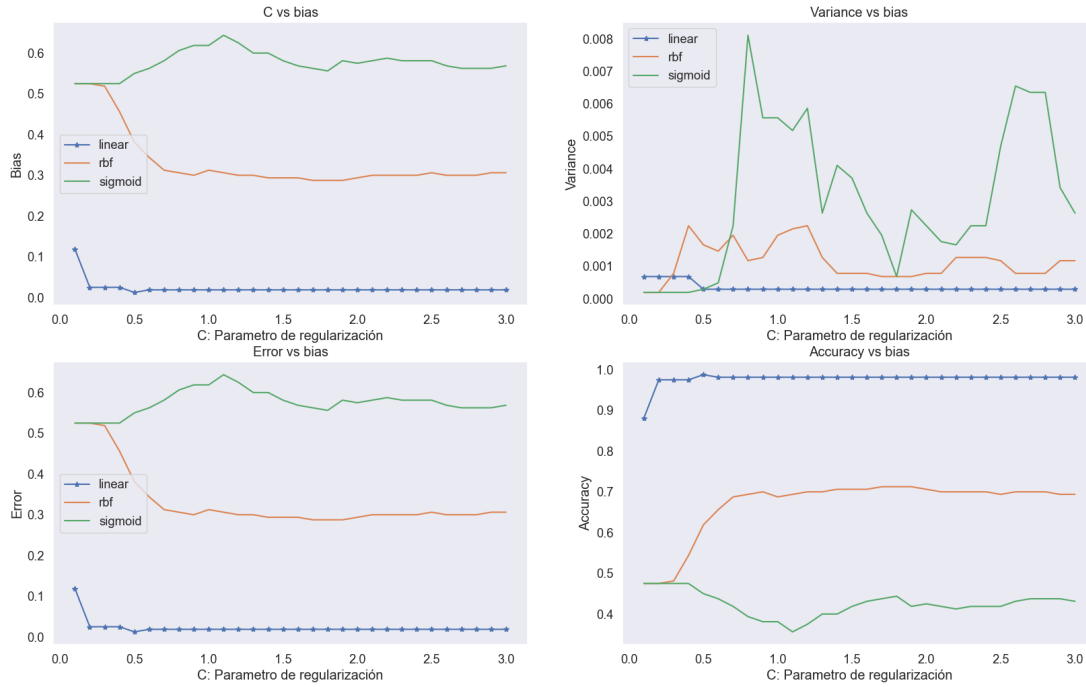 C vs bias
Bias
0.6
0.5
0.4
0.3
0.2
0.1
0.0
linear
rbf
sigmoid
0.0 0.5 1.0 1.5 2.0 2.5 3.0
C: Parametro de regularización
Variance vs bias
Variance
0.008
0.007
0.006
0.005
0.004
0.003
0.002
0.001
0.000
linear
rbf
sigmoid
0.0 0.5 1.0 1.5 2.0 2.5 3.0
C: Parametro de regularización
Error vs bias
Error
0.6
0.5
0.4
0.3
0.2
0.1
0.0
linear
rbf
sigmoid
0.0 0.5 1.0 1.5 2.0 2.5 3.0
C: Parametro de regularización
Accuracy vs bias
Accuracy
1.0
0.9
0.8
0.7
0.6
0.5
0.4
linear
rbf
sigmoid
0.0 0.5 1.0 1.5 2.0 2.5 3.0
C: Parametro de regularización